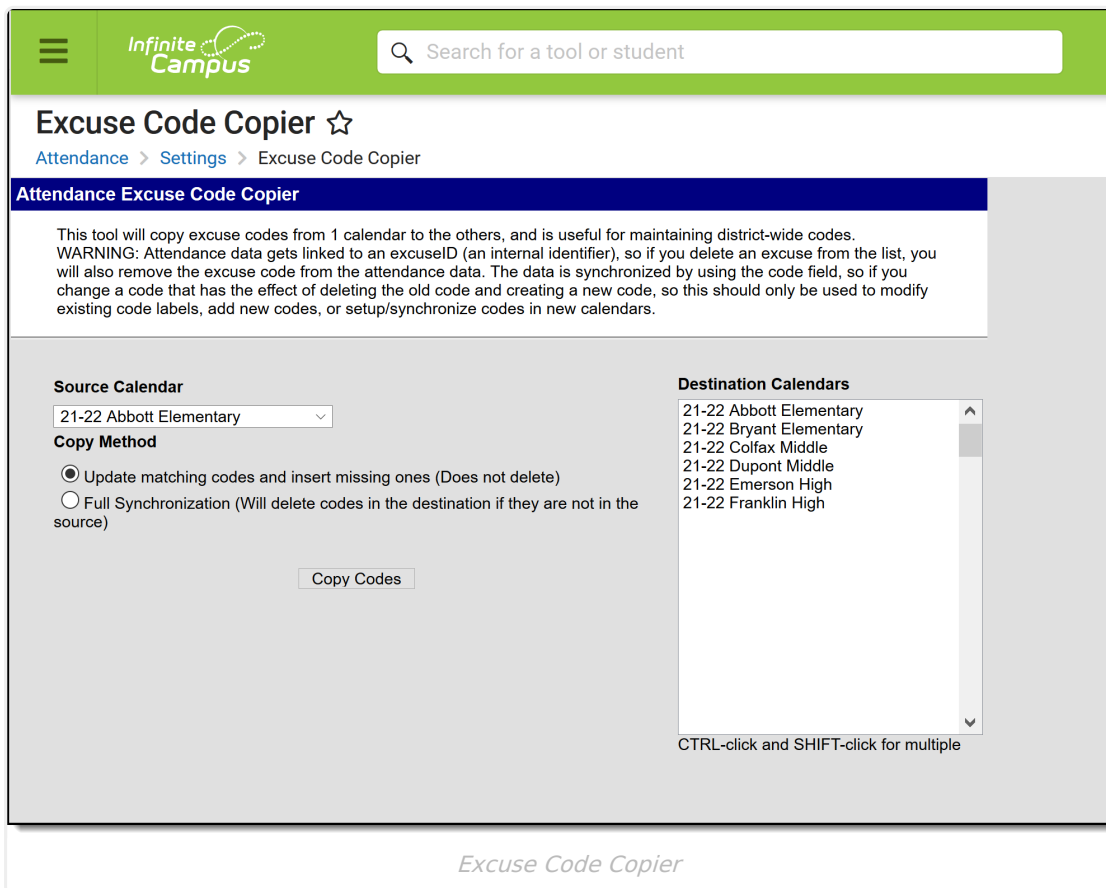 Infinite
Campus
Search for a tool or student
Excuse Code Copier
Attendance > Settings > Excuse Code Copier
Attendance Excuse Code Copier
This tool will copy excuse codes from 1 calendar to the others, and is useful for maintaining district-wide codes.
WARNING: Attendance data gets linked to an excuseID (an internal identifier), so if you delete an excuse from the list, you
will also remove the excuse code from the attendance data. The data is synchronized by using the code field, so if you
change a code that has the effect of deleting the old code and creating a new code, so this should only be used to modify
existing code labels, add new codes, or setup/synchronize codes in new calendars.
Source Calendar
21-22 Abbott Elementary
Copy Method
Update matching codes and insert missing ones (Does not delete)
Full Synchronization (Will delete codes in the destination if they are not in the
source)
Copy Codes
Destination Calendars
21-22 Abbott Elementary
21-22 Bryant Elementary
21-22 Colfax Middle
21-22 Dupont Middle
21-22 Emerson High
21-22 Franklin High
CTRL-click and SHIFT-click for multiple
Excuse Code Copier